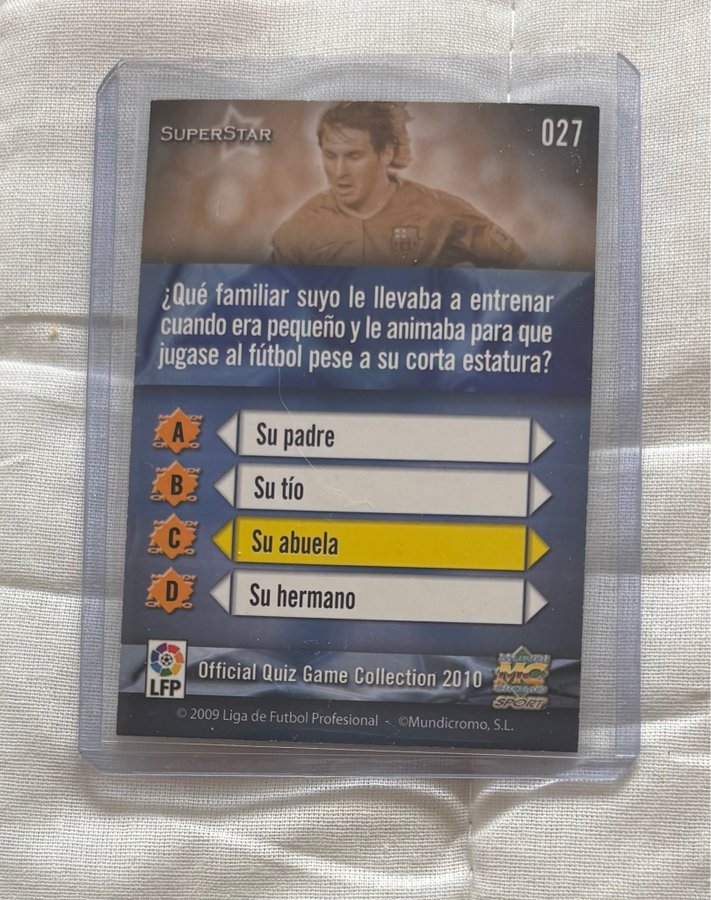 SUPERSTAR
027
¿Qué familiar suyo le llevaba a entrenar
cuando era pequeño y le animaba para que
jugase al fútbol pese a su corta estatura?
A Su padre
B Su tío
C Su abuela
D Su hermano
LFP
Official Quiz Game Collection 2010
MUNDI
MC
CROMO
SPORT
© 2009 Liga de Futbol Profesional - ©Mundicromo, S.L.